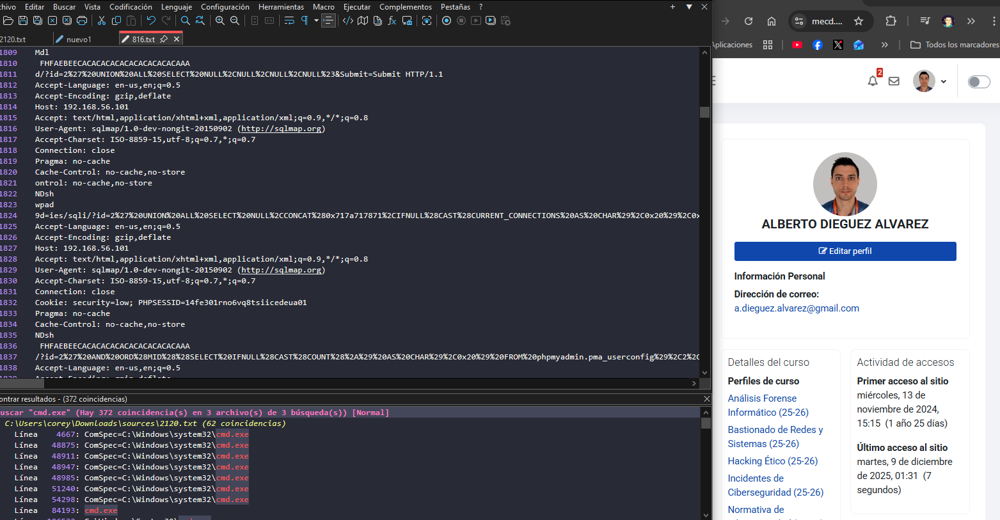 chivo Editar Buscar Vista Codificación Lenguaje Configuración Herramientas Macro Ejecutar Complementos Pestañas ? + ▼ X
2120.txt nuevo1 816.txt
1809 Mdl
1810 FHFAEBEECACACACACACACACACACACAAA
1811 d/?id=2%27%20UNION%20ALL%20SELECT%20NULL%2CNULL%2CNULL%2CNULL%23&Submit=Submit HTTP/1.1
1812 Accept-Language: en-us,en;q=0.5
1813 Accept-Encoding: gzip,deflate
1814 Host: 192.168.56.101
1815 Accept: text/html,application/xhtml+xml,application/xml;q=0.9,*/*;q=0.8
1816 User-Agent: sqlmap/1.0-dev-nongit-20150902 (http://sqlmap.org)
1817 Accept-Charset: ISO-8859-15,utf-8;q=0.7,*;q=0.7
1818 Connection: close
1819 Pragma: no-cache
1820 Cache-Control: no-cache,no-store
1821 ontrol: no-cache,no-store
1822 NDsh
1823 wpad
1824 9d=ies/sqli/?id=2%27%20UNION%20ALL%20SELECT%20NULL%2CCONCAT%280x717a717871%2CIFNULL%28CAST%28CURRENT_CONNECTIONS%20AS%20CHAR%29%2C0x20%29%2C0x
1825 Accept-Language: en-us,en;q=0.5
1826 Accept-Encoding: gzip,deflate
1827 Host: 192.168.56.101
1828 Accept: text/html,application/xhtml+xml,application/xml;q=0.9,*/*;q=0.8
1829 User-Agent: sqlmap/1.0-dev-nongit-20150902 (http://sqlmap.org)
1830 Accept-Charset: ISO-8859-15,utf-8;q=0.7,*;q=0.7
1831 Connection: close
1832 Cookie: security=low; PHPSESSID=14fe301rno6vq8tsiicedeua01
1833 Pragma: no-cache
1834 Cache-Control: no-cache,no-store
1835 NDsh
1836 FHFAEBEECACACACACACACACACACACAAA
1837 /?id=2%27%20AND%20ORD%28MID%28%28SELECT%20IFNULL%28CAST%28COUNT%28%2A%29%20AS%20CHAR%29%2C0x20%29%20FROM%20phpmyadmin.pma_userconfig%29%2C2%2C
1838 Accept-Language: en-us,en;q=0.5
ontrar resultados - (372 coincidencias)
uscar "cmd.exe" (Hay 372 coincidencia(s) en 3 archivo(s) de 3 búsqueda(s)) [Normal]
C:\Users\corey\Downloads\sources\2120.txt (62 coincidencias)
Línea 4667: ComSpec=C:\Windows\system32\cmd.exe
Línea 48875: ComSpec=C:\Windows\system32\cmd.exe
Línea 48911: ComSpec=C:\Windows\system32\cmd.exe
Línea 48947: ComSpec=C:\Windows\system32\cmd.exe
Línea 48985: ComSpec=C:\Windows\system32\cmd.exe
Línea 51240: ComSpec=C:\Windows\system32\cmd.exe
Línea 54298: ComSpec=C:\Windows\system32\cmd.exe
Línea 84193: cmd.exe
mecd....
Aplicaciones Todos los marcadores
2
ALBERTO DIEGUEZ ALVAREZ
Editar perfil
Información Personal
Dirección de correo:
a.dieguez.alvarez@gmail.com
Detalles del curso
Perfiles de curso
Análisis Forense
Informático (25-26)
Bastionado de Redes y
Sistemas (25-26)
Hacking Ético (25-26)
Incidentes de
Ciberseguridad (25-26)
Normativa de
Actividad de accesos
Primer acceso al sitio
miércoles, 13 de
noviembre de 2024,
15:15 (1 año 25 días)
Último acceso al sitio
martes, 9 de diciembre
de 2025, 01:31 (7
segundos)